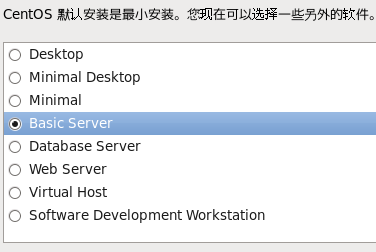 CentOS 默认安装是最小安装。您现在可以选择一些另外的软件。
Desktop
Minimal Desktop
Minimal
Basic Server
Database Server
Web Server
Virtual Host
Software Development Workstation